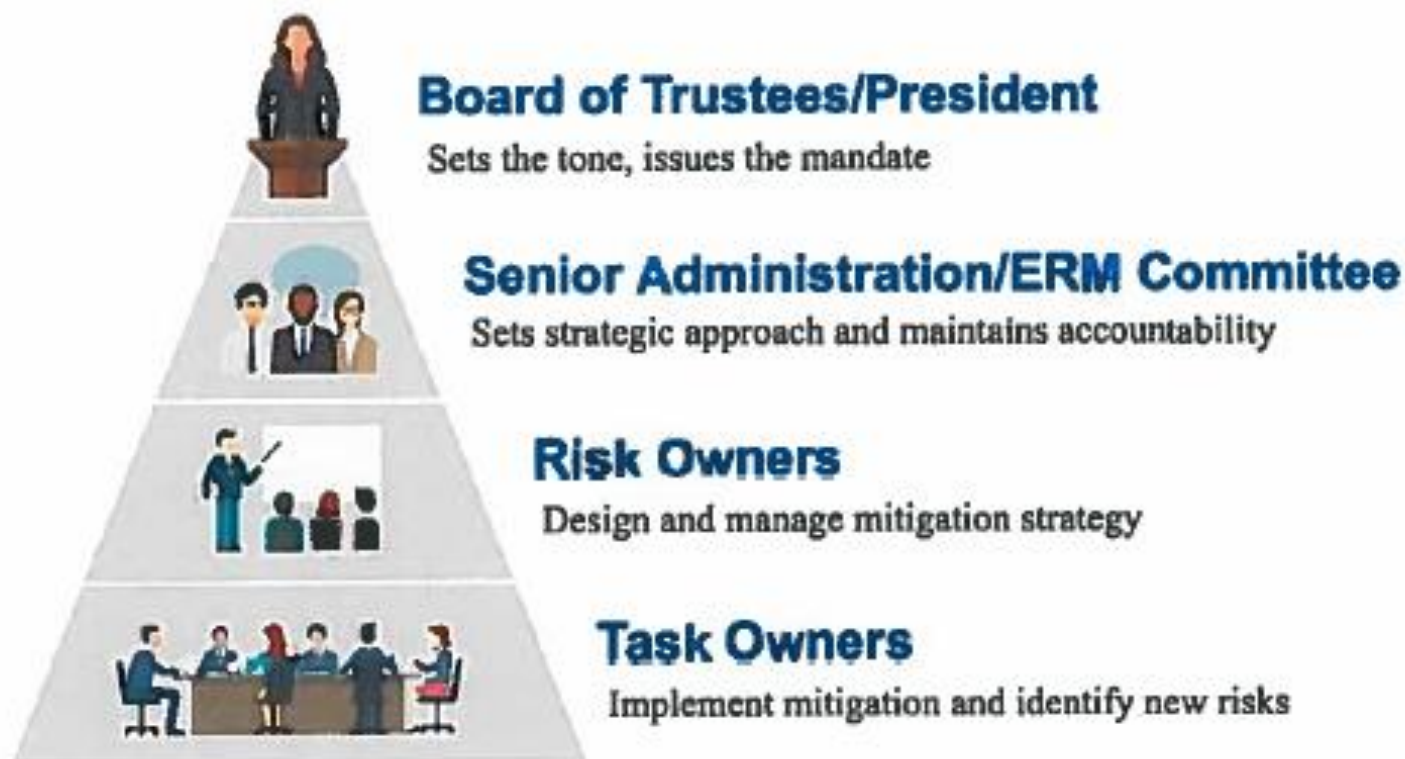 Board of Trustees/President
Sets the tone, issues the mandate
Senior Administration/ERM Committee
Sets strategic approach and maintains accountability
Risk Owners
Design and manage mitigation strategy
Task Owners
Implement mitigation and identify new risks